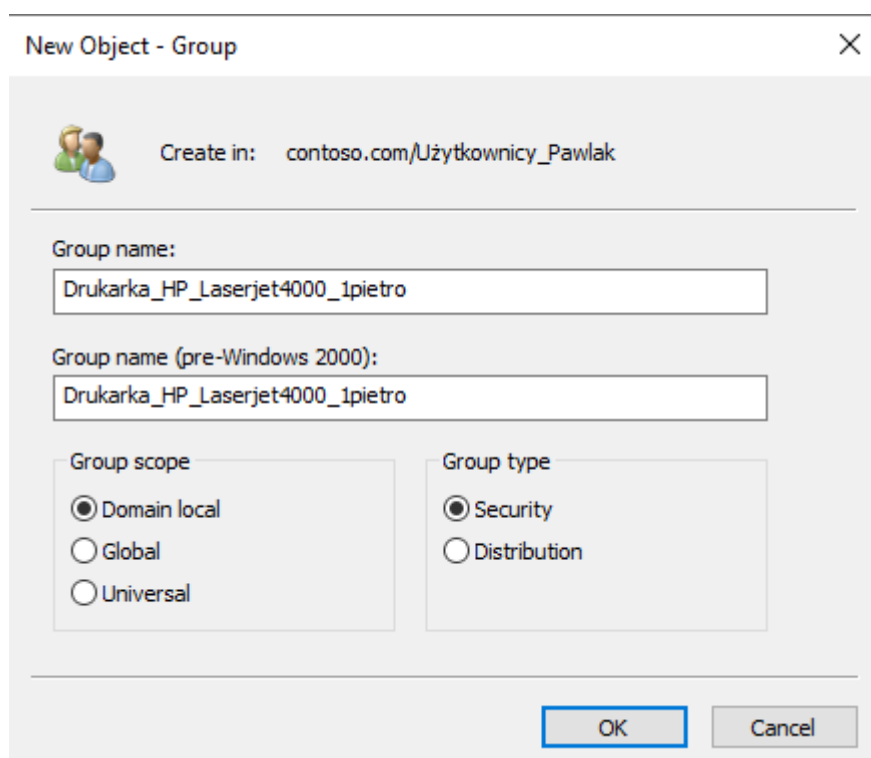 New Object - Group
Create in: contoso.com/Użytkownicy_Pawlak
Group name:
Drukarka_HP_Laserjet4000_1pietro
Group name (pre-Windows 2000):
Drukarka_HP_Laserjet4000_1pietro
Group scope
Domain local
Global
Universal
Group type
Security
Distribution
OK
Cancel